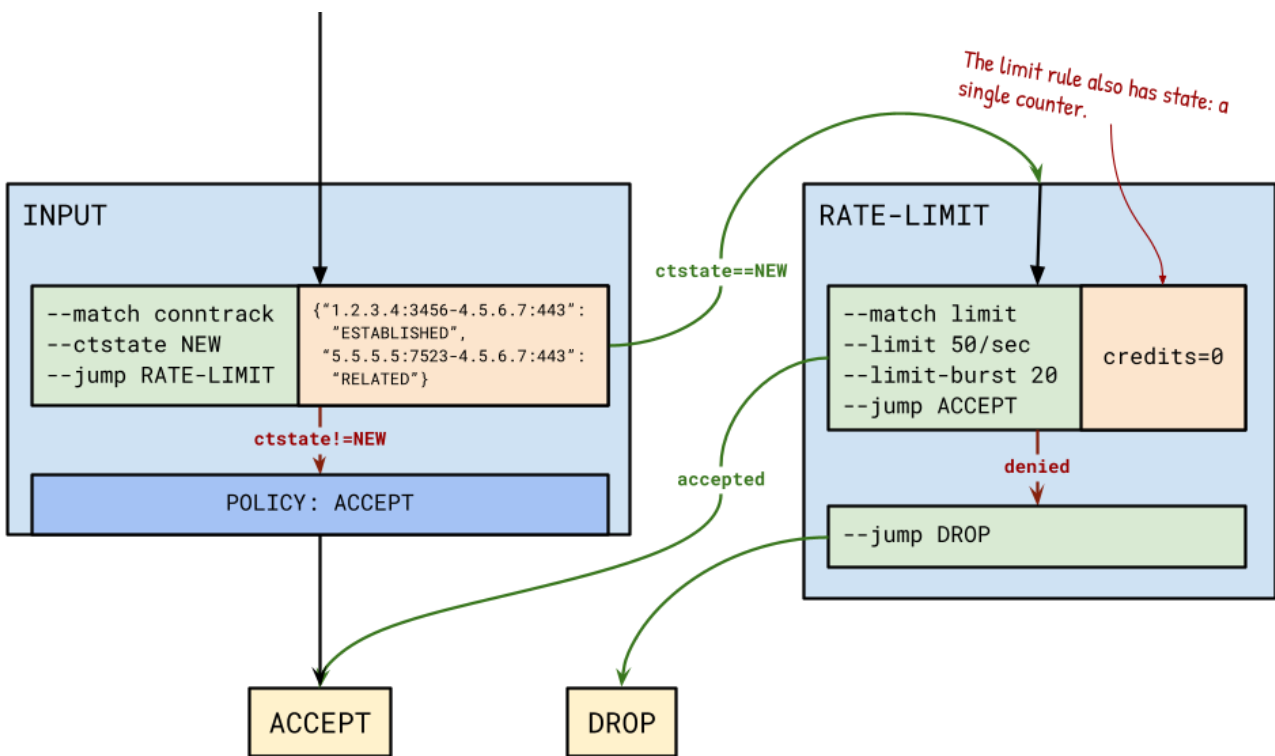 The limit rule also has state: a
single counter.
INPUT
--match conntrack
--ctstate NEW
--jump RATE-LIMIT
{“1.2.3.4:3456-4.5.6.7:443”:
”ESTABLISHED”,
“5.5.5.5:7523-4.5.6.7:443”:
“RELATED”}
ctstate!=NEW
POLICY: ACCEPT
ctstate==NEW
RATE-LIMIT
--match limit
--limit 50/sec
--limit-burst 20
--jump ACCEPT
credits=0
accepted
denied
--jump DROP
ACCEPT
DROP